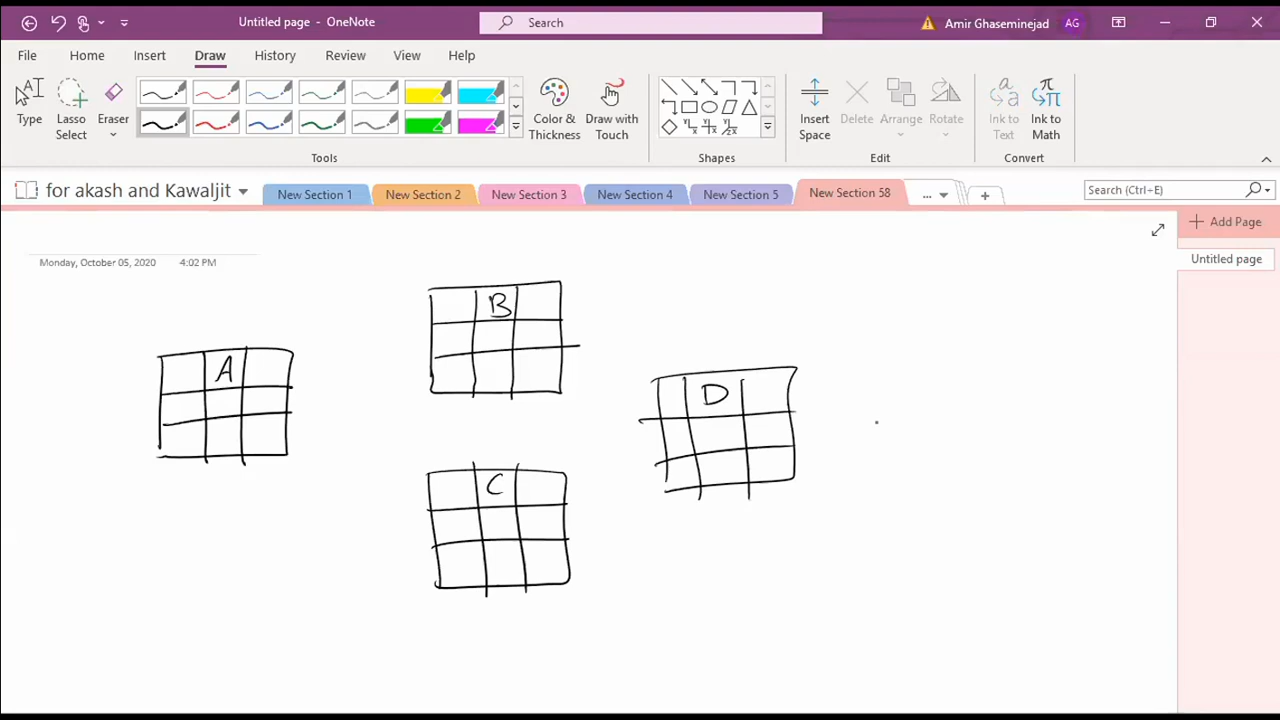 Untitled page - OneNote
Search
Amir Ghaseminejad AG
File Home Insert Draw History Review View Help
Type
Lasso Select
Eraser
Color & Thickness
Draw with Touch
Insert Space
Delete
Arrange
Rotate
Ink to Text
Ink to Math
Tools
Shapes
Edit
Convert
for akash and Kawaljit
New Section 1
New Section 2
New Section 3
New Section 4
New Section 5
New Section 58
...
+
Search (Ctrl+E)
Add Page
Untitled page
Monday, October 05, 2020 4:02 PM
B
A
D
C